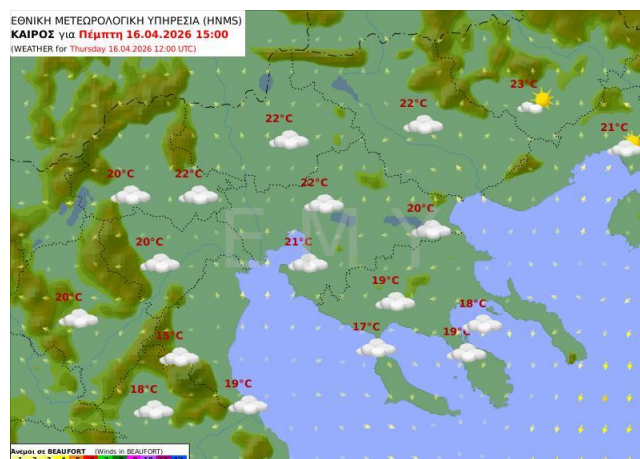 ΕΘΝΙΚΗ ΜΕΤΕΩΡΟΛΟΓΙΚΗ ΥΠΗΡΕΣΙΑ (HNMS)
ΚΑΙΡΟΣ για Πέμπτη 16.04.2026 15:00
(WEATHER for Thursday 16.04.2026 12:00 UTC)
23°C
22°C
22°C
21°C
20°C
22°C
22°C
20°C
EMY
20°C
21°C
19°C
20°C
18°C
17°C
19°C
15°C
19°C
18°C
Άνεμοι σε BEAUFORT (Winds in BEAUFORT)